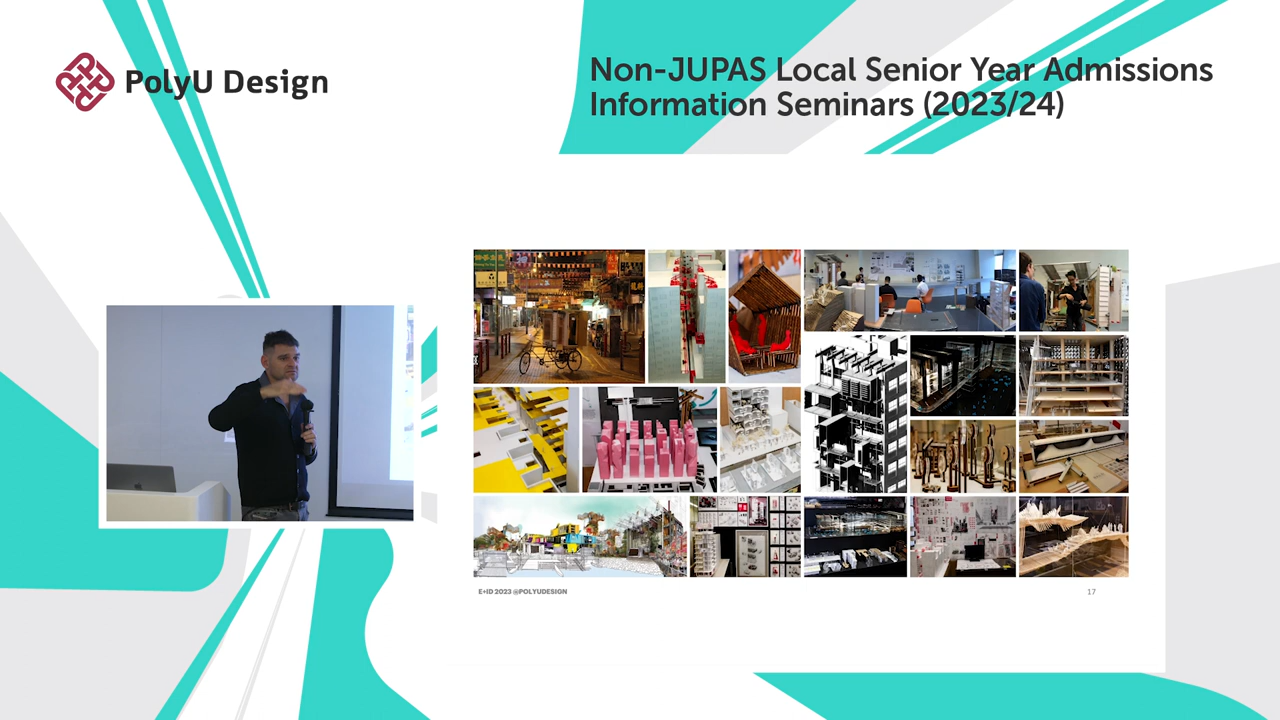 PolyU Design
Non-JUPAS Local Senior Year Admissions
Information Seminars (2023/24)
E+ID 2023 @POLYUDESIGN
17